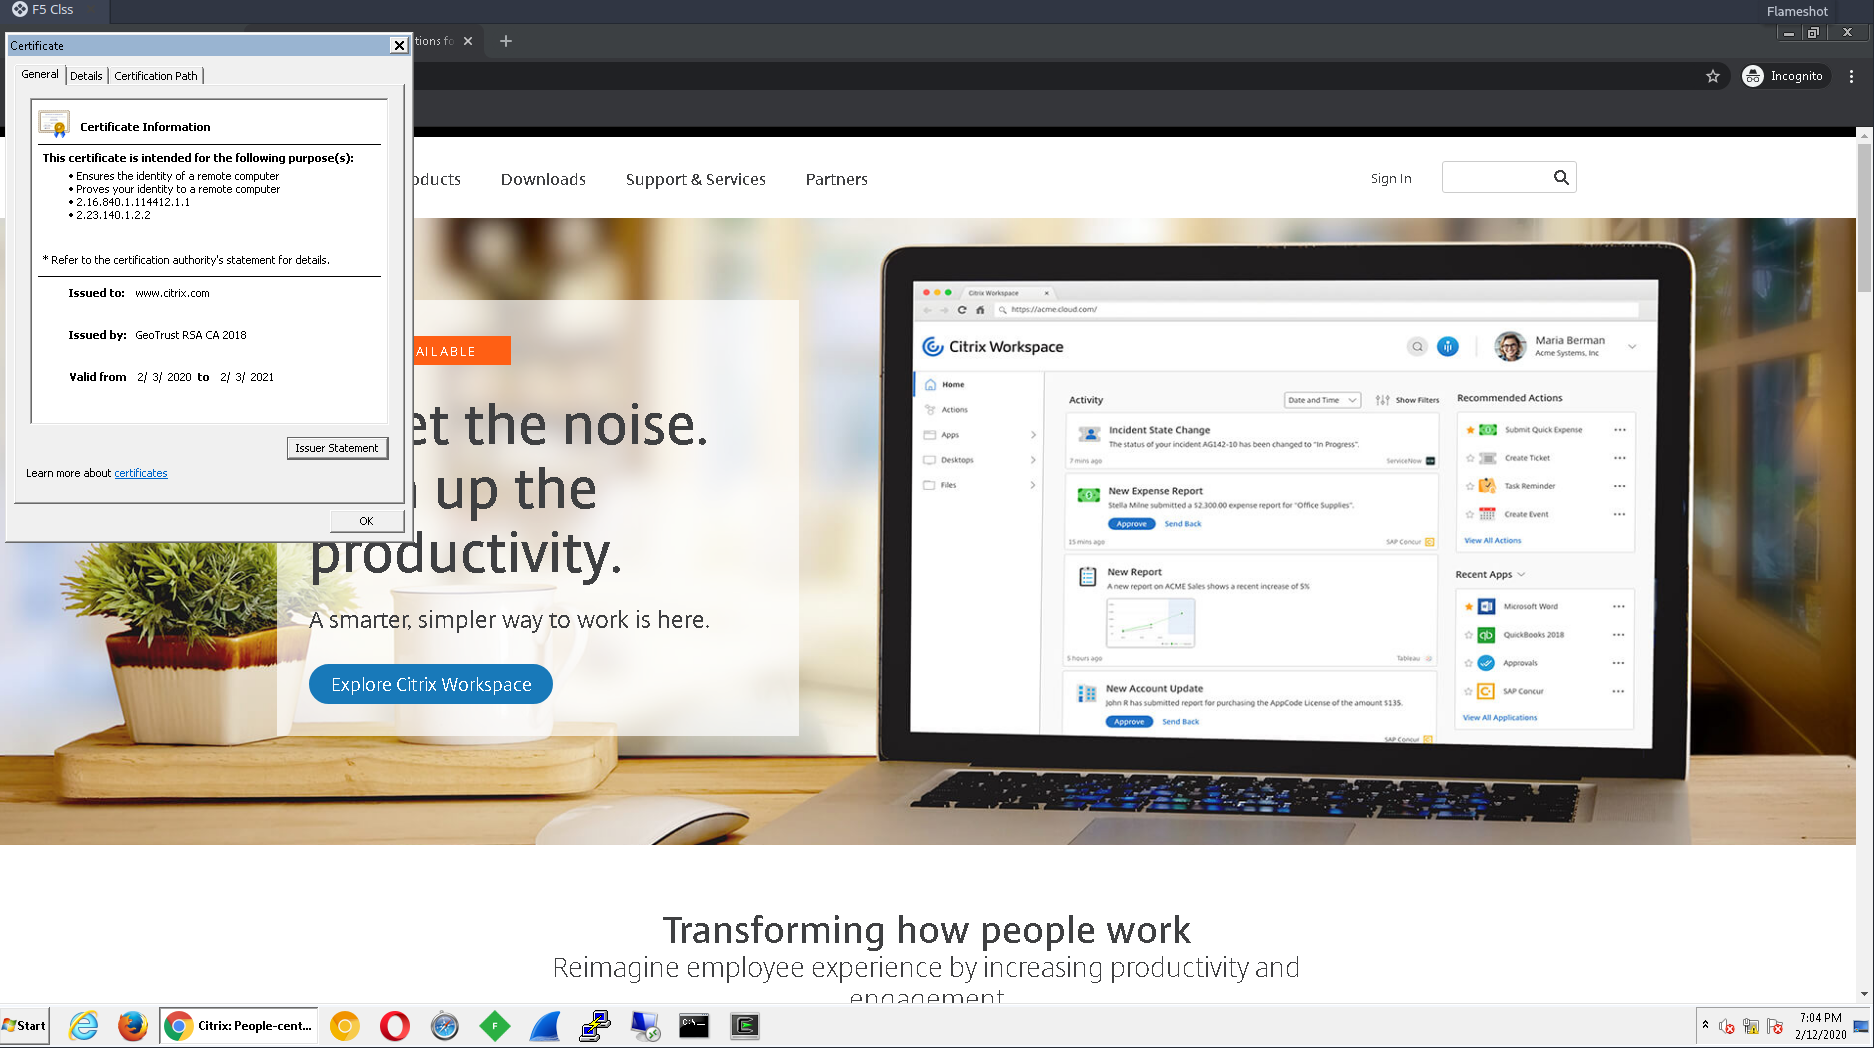 F5 Clss
Flameshot
Certificate
tions fo
Incognito
General
Details
Certification Path
Certificate Information
This certificate is intended for the following purpose(s):
• Ensures the identity of a remote computer
• Proves your identity to a remote computer
• 2.16.840.1.114412.1.1
• 2.23.140.1.2.2
* Refer to the certification authority's statement for details.
Issued to: www.citrix.com
Issued by: GeoTrust RSA CA 2018
Valid from 2/ 3/ 2020 to 2/ 3/ 2021
Issuer Statement
Learn more about certificates
OK
oducts
Downloads
Support & Services
Partners
Sign In
AILABLE
et the noise.
up the
productivity.
A smarter, simpler way to work is here.
Explore Citrix Workspace
Citrix Workspace
https://acme.cloud.com/
Citrix Workspace
Maria Berman
Acme Systems, Inc
Home
Actions
Apps
Desktops
Files
Activity
Date and Time
Show Filters
Incident State Change
The status of your incident AG142-10 has been changed to "In Progress".
7 mins ago
ServiceNow
New Expense Report
Stella Milne submitted a $2,300.00 expense report for "Office Supplies".
Approve
Send Back
15 mins ago
SAP Concur
New Report
A new report on ACME Sales shows a recent increase of 5%
5 hours ago
Tableau
New Account Update
John R has submitted report for purchasing the AppCode License of the amount $135.
Approve
Send Back
SAP Concur
Recommended Actions
Submit Quick Expense
Create Ticket
Task Reminder
Create Event
View All Actions
Recent Apps
Microsoft Word
qb
QuickBooks 2018
Approvals
SAP Concur
View All Applications
Transforming how people work
Reimagine employee experience by increasing productivity and
engagement
Start
Citrix: People-cent...
7:04 PM
2/12/2020